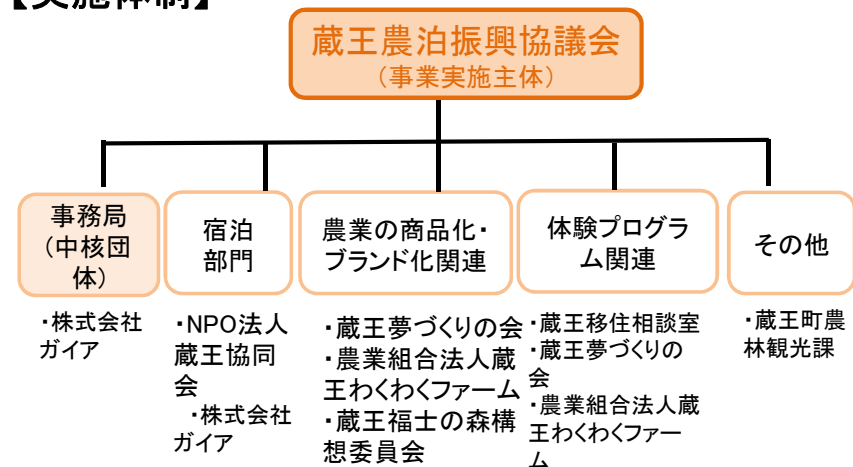 【実施体制】
蔵王農泊振興協議会
（事業実施主体）
事務局
（中核団
体）
宿泊
部門
農業の商品化・
ブランド化関連
体験プログラ
ム関連
その他
・株式会社
ガイア
・NPO法人
蔵王協同
会
・株式会社
ガイア
・蔵王夢づくりの会
・農業組合法人蔵
王わくわくファーム
・蔵王福士の森構
想委員会
・蔵王移住相談室
・蔵王夢づくりの
会
・農業組合法人蔵
王わくわくファー
ム
・蔵王町農
林観光課